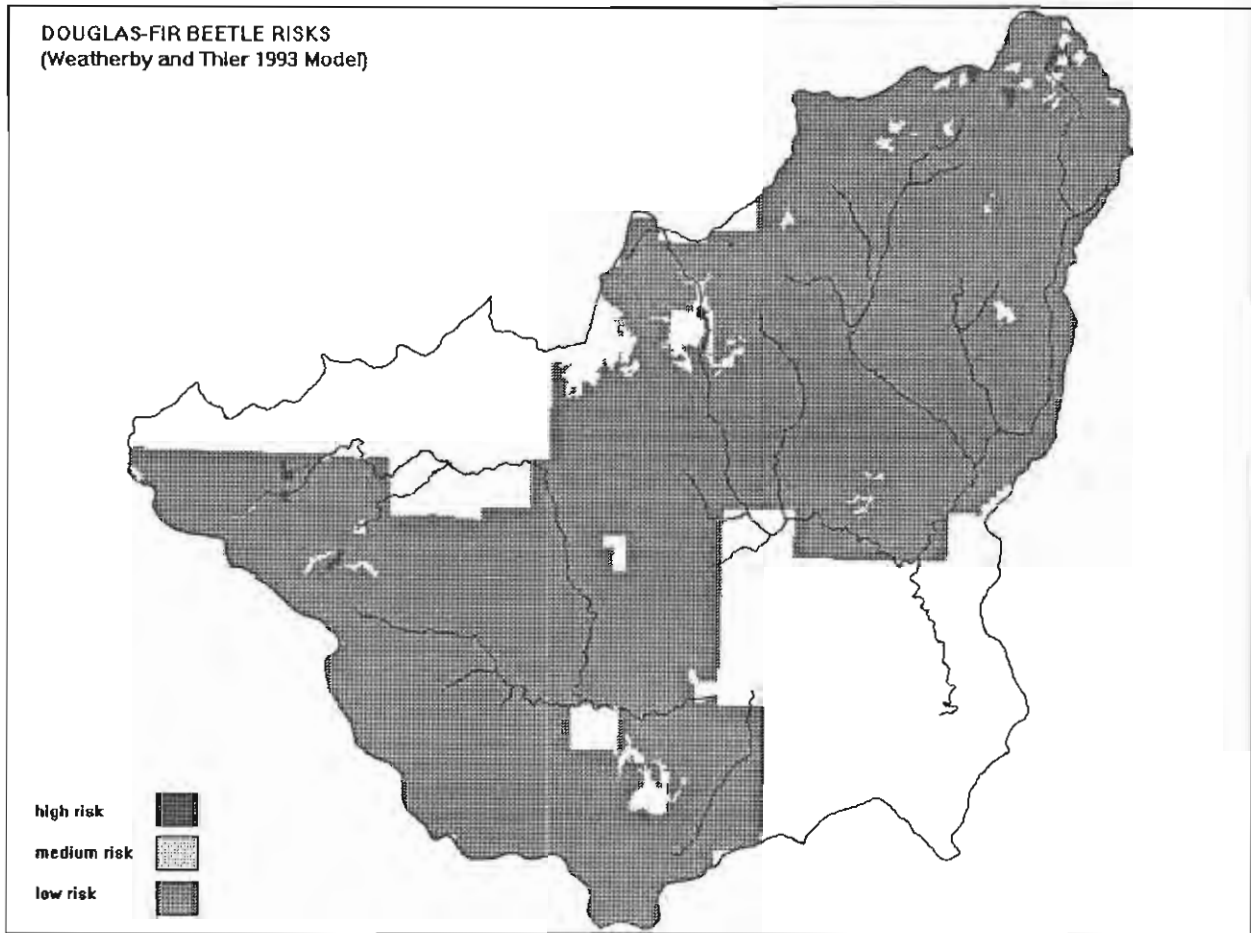 DOUGLAS-FIR BEETLE RISKS
(Weatherby and Thier 1993 Model)
high risk
medium risk
low risk